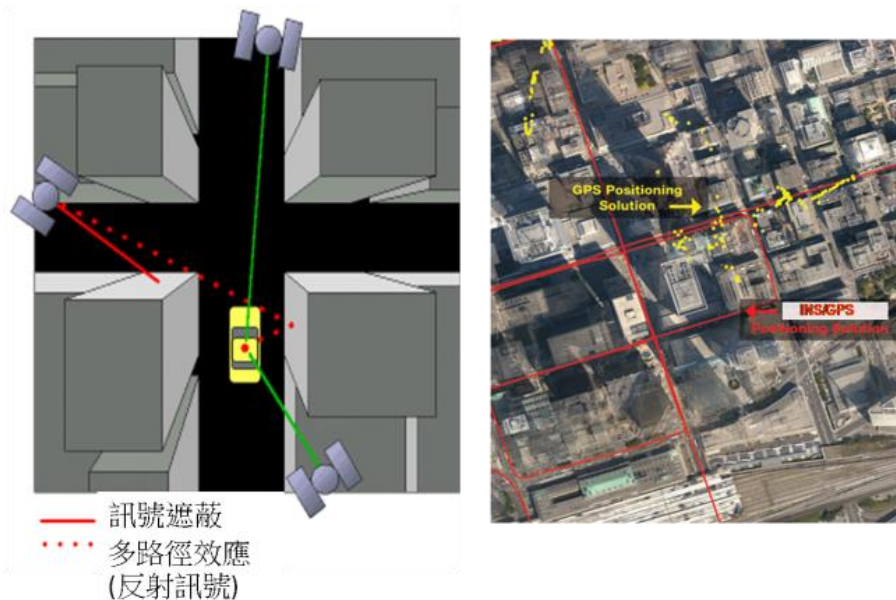 訊號遮蔽
多路徑效應
(反射訊號)
GPS Positioning
Solution
INS/GPS
Positioning Solution